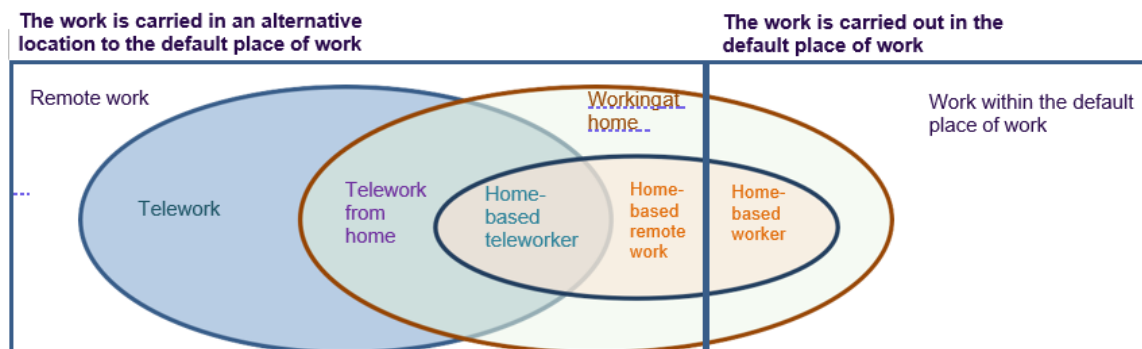 The work is carried in an alternative
location to the default place of work
The work is carried out in the
default place of work
Remote work
Workingat
home
Work within the default
place of work
Telework
Telework
from
home
Home-
based
teleworker
Home-
based
remote
work
Home-
based
worker